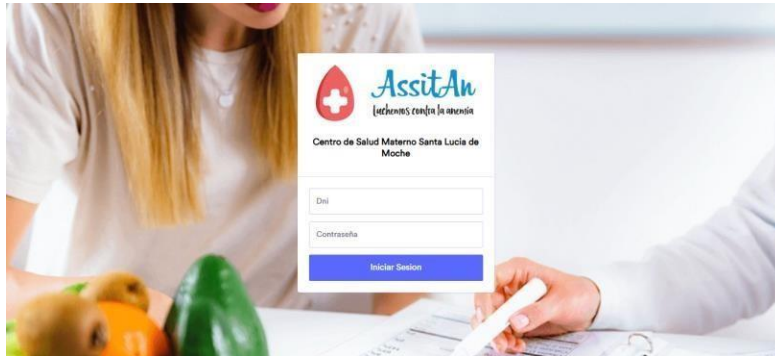 AssitAn
Luchemos contra la anemia
Centro de Salud Materno Santa Lucia de
Moche
Dni
Contraseña
Iniciar Sesion